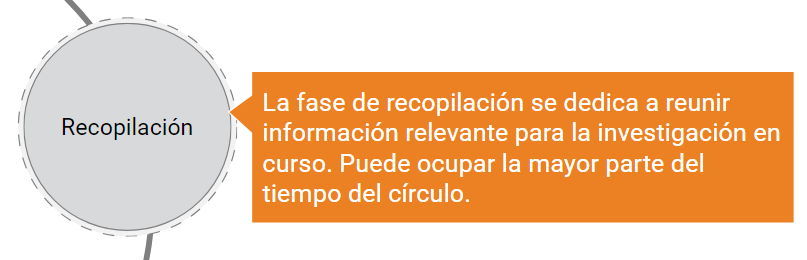 Recopilación
La fase de recopilación se dedica a reunir
información relevante para la investigación en
curso. Puede ocupar la mayor parte del
tiempo del círculo.